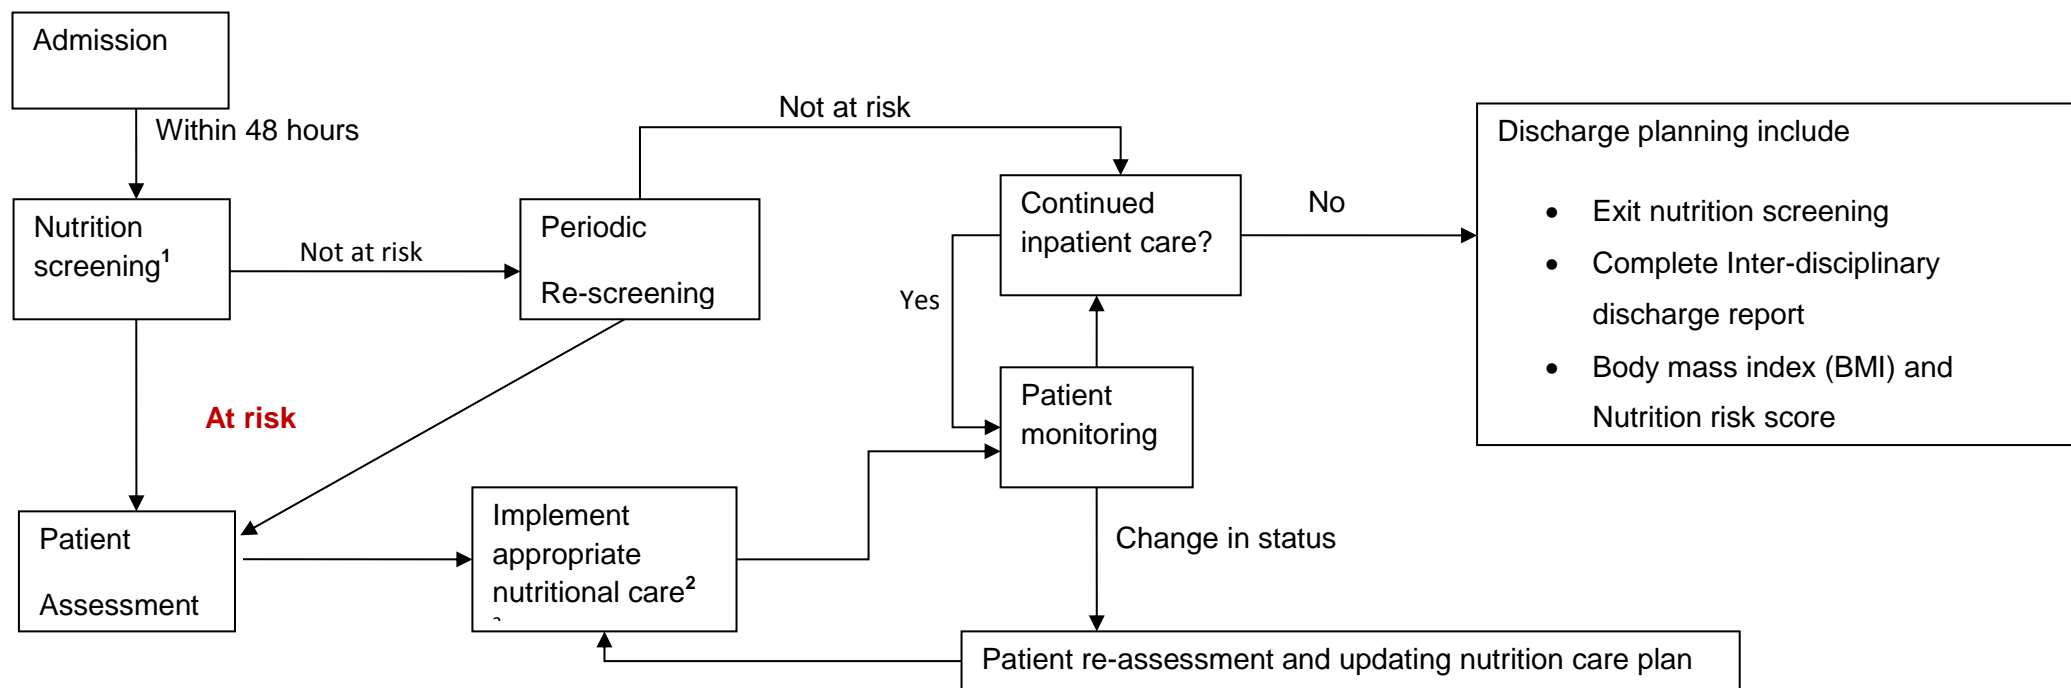 Admission
Within 48 hours
Nutrition
screening¹
Not at risk
Periodic
Re-screening
Not at risk
Continued
inpatient care?
No
Yes
Discharge planning include
• Exit nutrition screening
• Complete Inter-disciplinary
discharge report
• Body mass index (BMI) and
Nutrition risk score
At risk
Patient
Assessment
Implement
appropriate
nutritional care²
Patient
monitoring
Change in status
Patient re-assessment and updating nutrition care plan